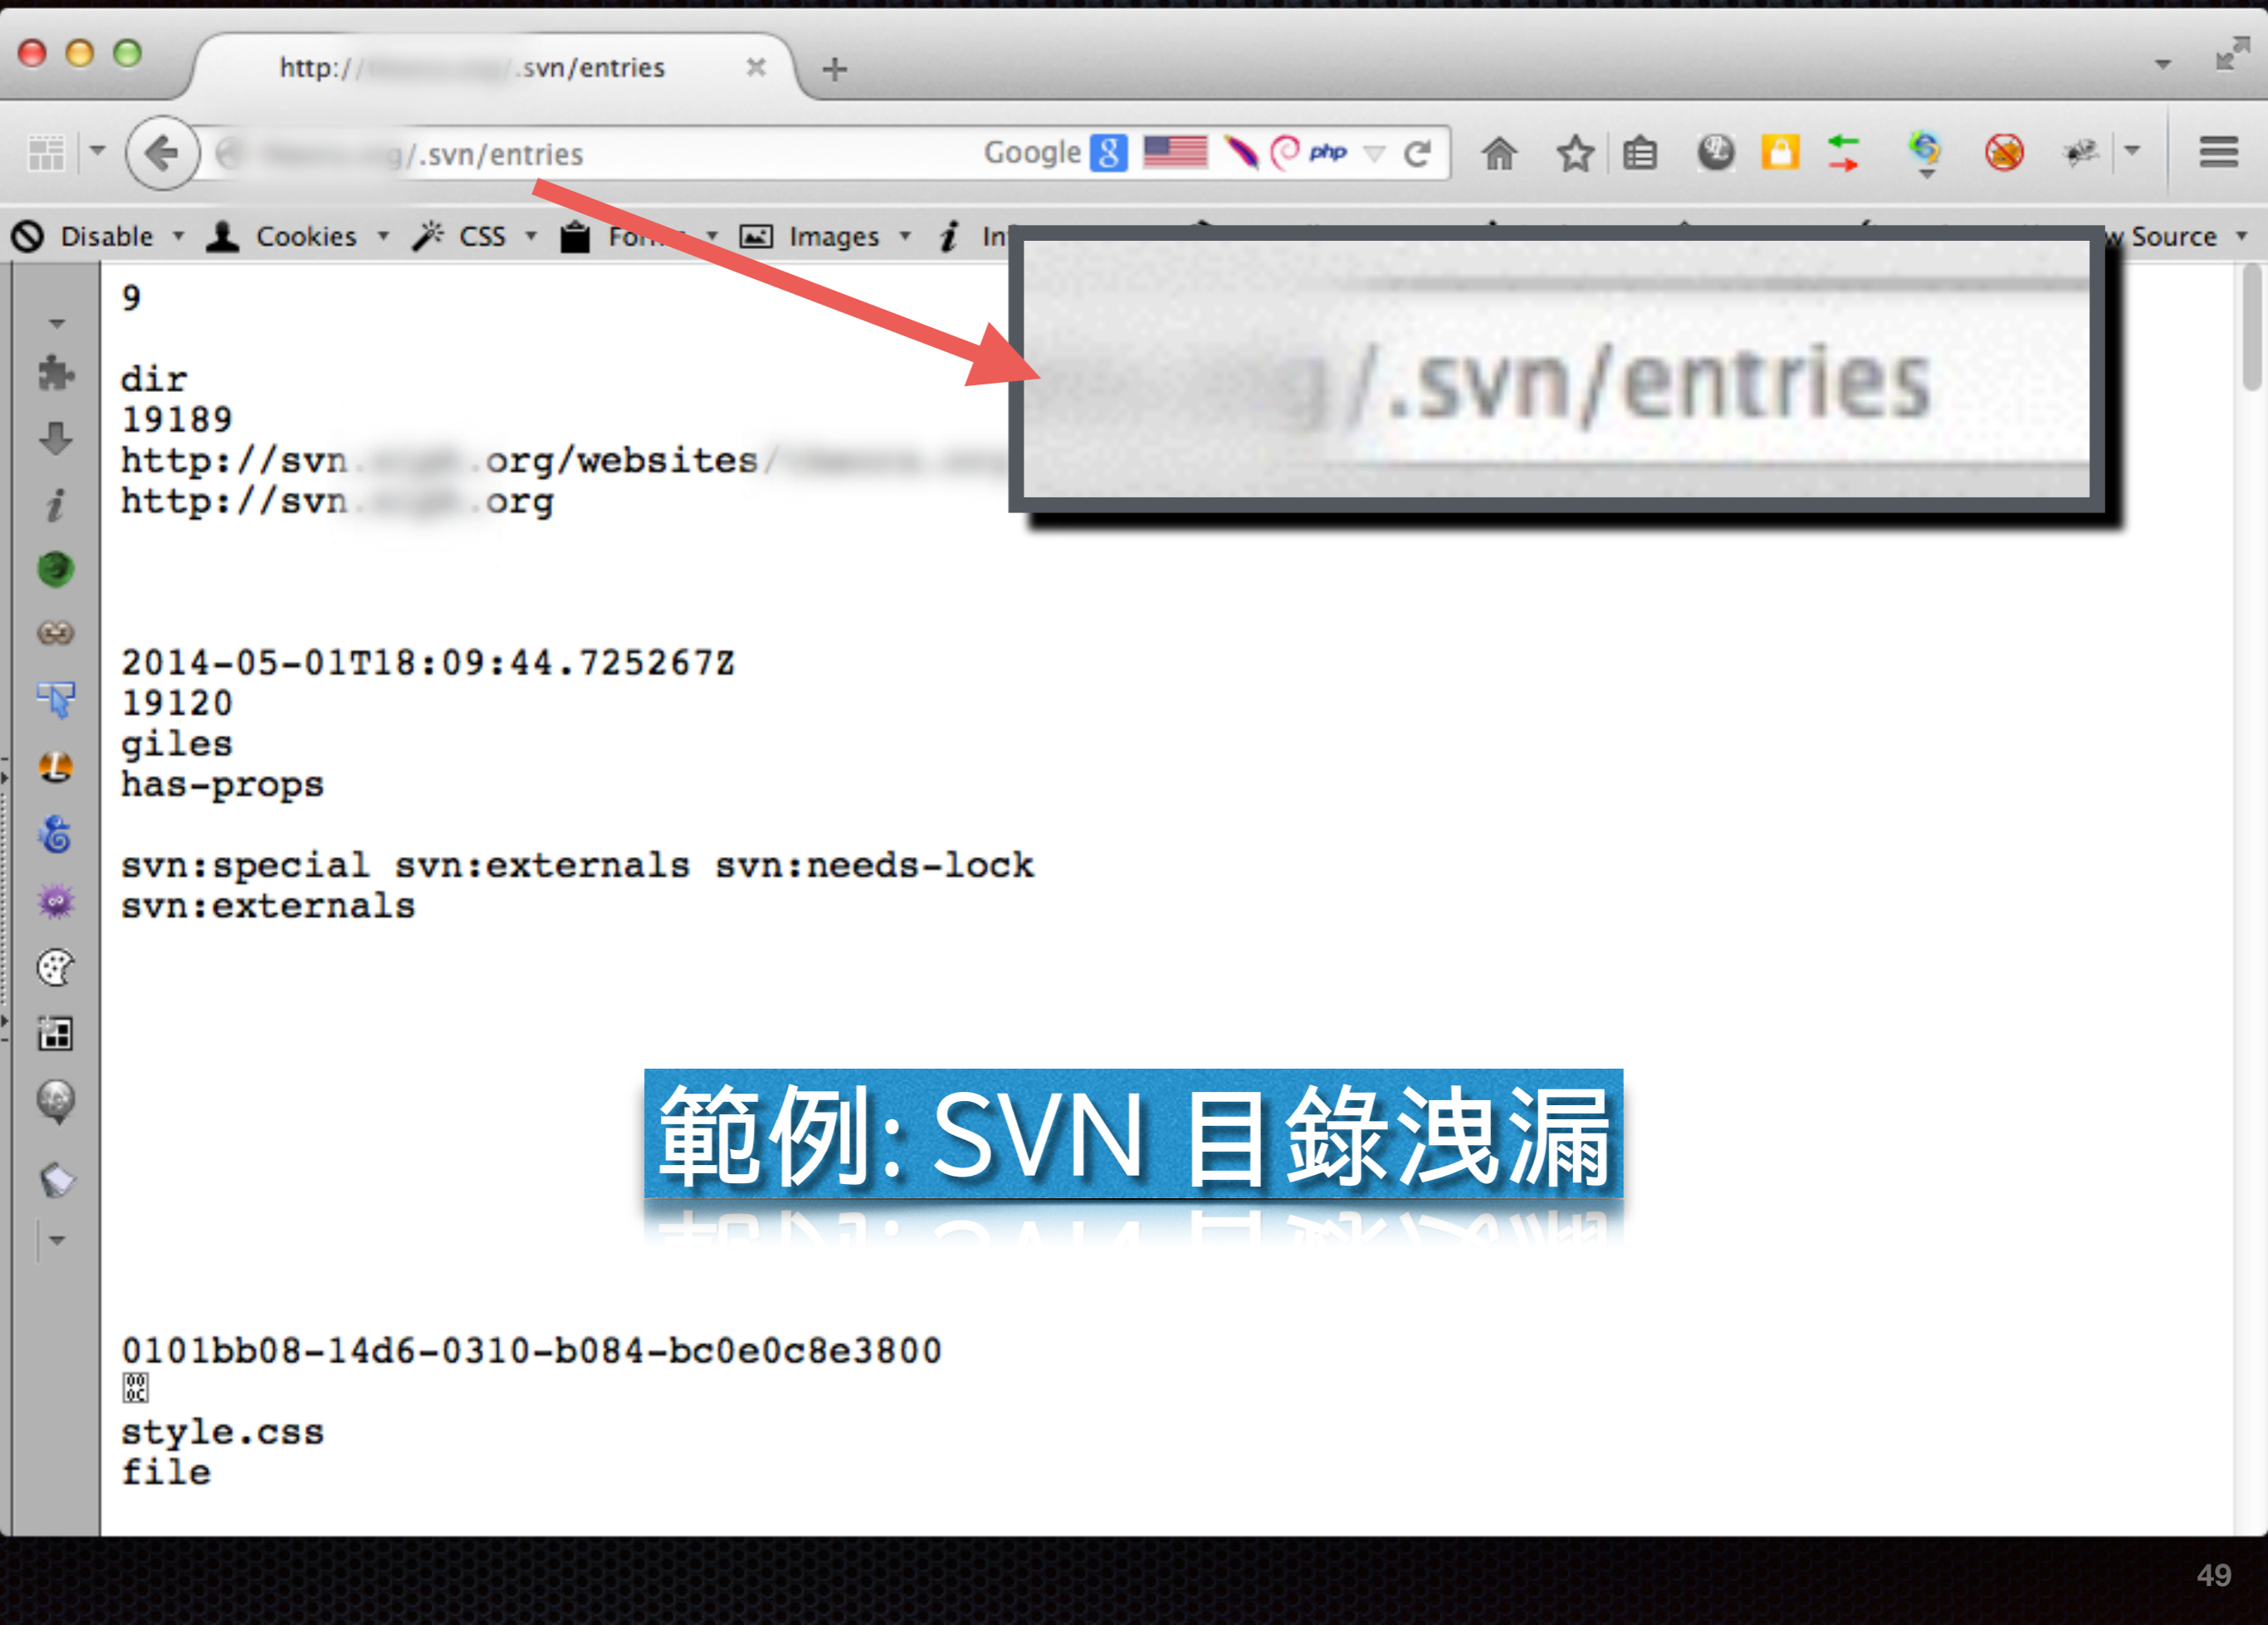 http:// .svn/entries
g/.svn/entries
Google 8 php
Disable Cookies CSS Images View Source
/.svn/entries
9
dir
19189
http://svn. .org/websites/
http://svn. .org
2014-05-01T18:09:44.725267Z
19120
giles
has-props
svn:special svn:externals svn:needs-lock
svn:externals
範例: SVN 目錄洩漏
0101bb08-14d6-0310-b084-bc0e0c8e3800
style.css
file
49